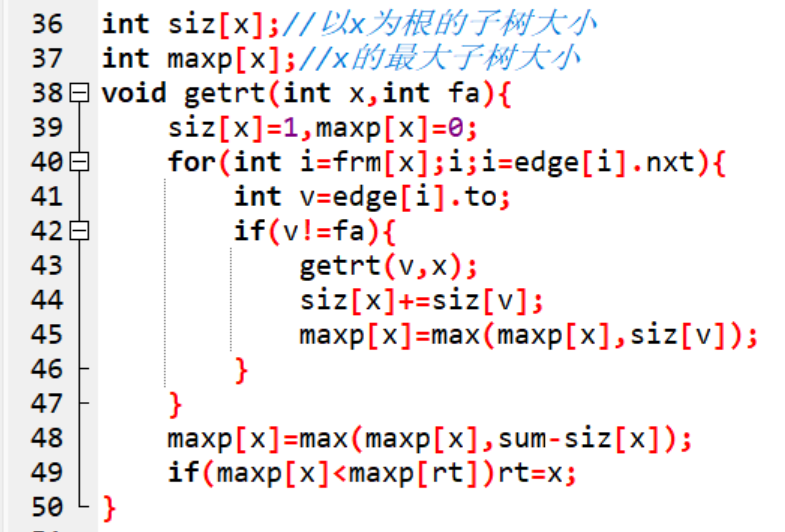 36 int siz[x];//以x为根的子树大小
37 int maxp[x];//x的最大子树大小
38 void getrt(int x,int fa){
39 siz[x]=1,maxp[x]=0;
40 for(int i=frm[x];i;i=edge[i].nxt){
41 int v=edge[i].to;
42 if(v!=fa){
43 getrt(v,x);
44 siz[x]+=siz[v];
45 maxp[x]=max(maxp[x],siz[v]);
46 }
47 }
48 maxp[x]=max(maxp[x],sum-siz[x]);
49 if(maxp[x]<maxp[rt])rt=x;
50 }